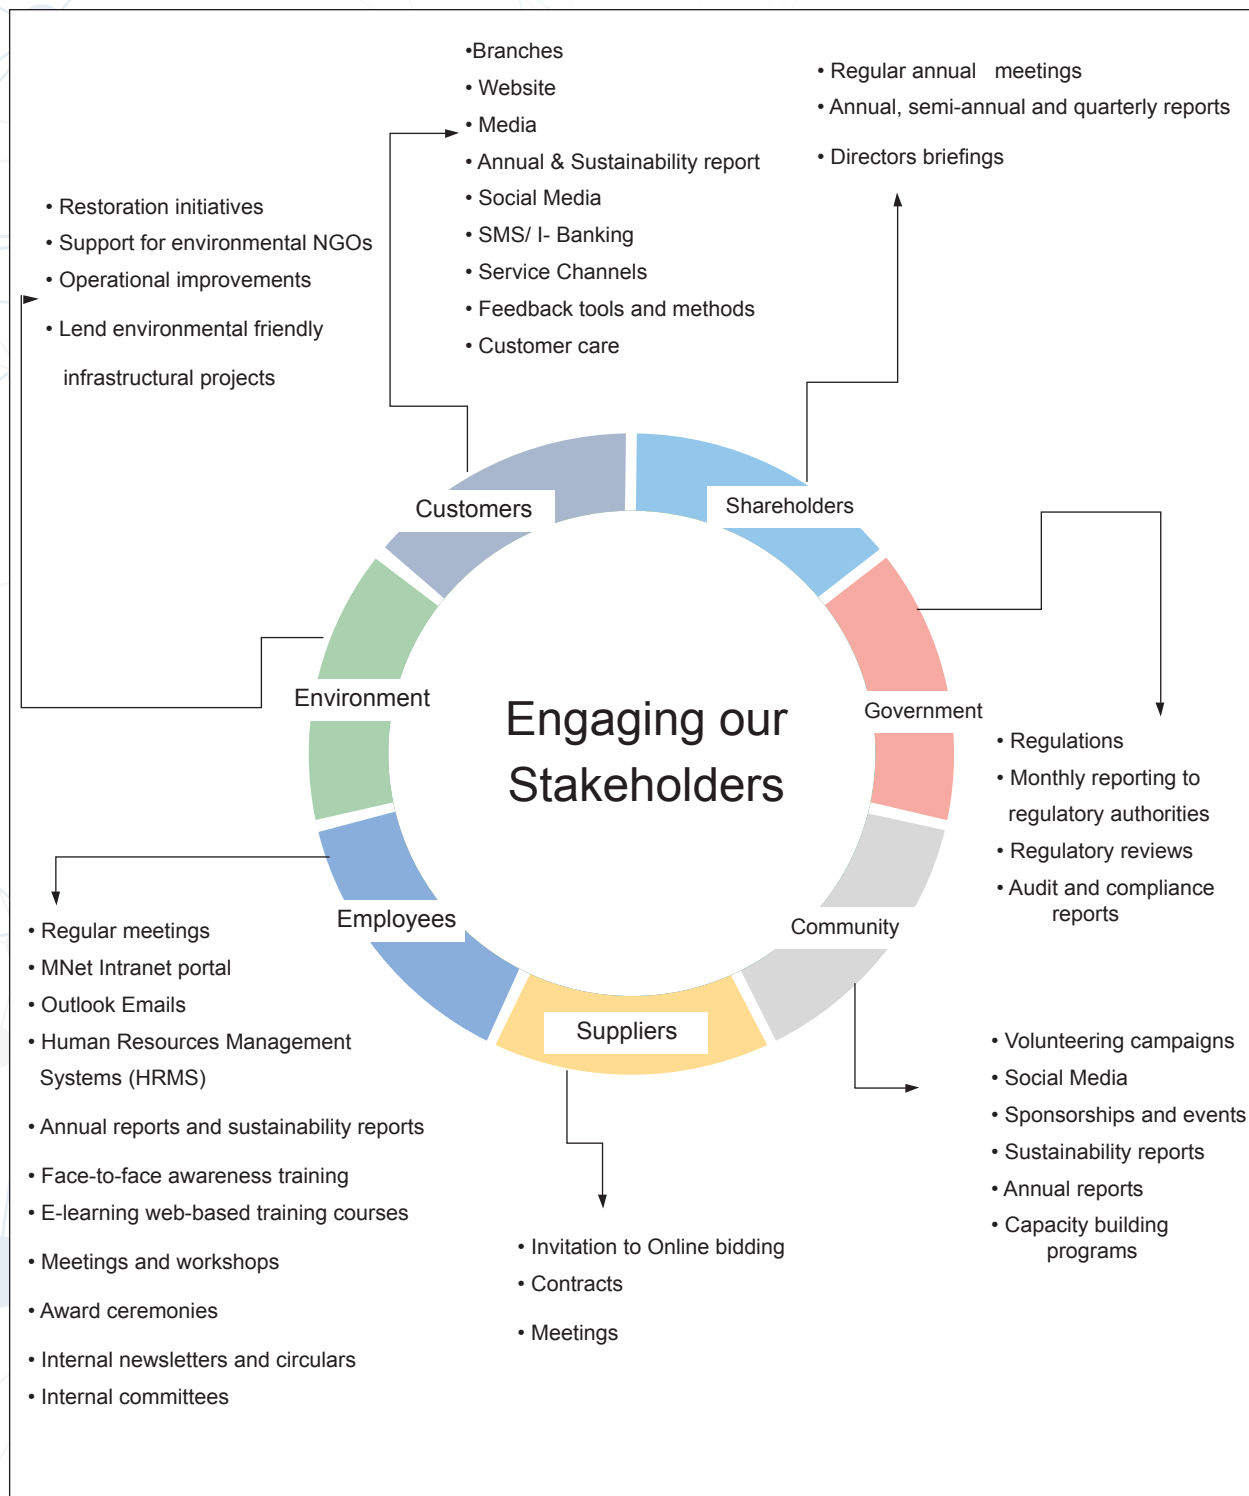 •Branches
• Website
• Media
• Annual & Sustainability report
• Social Media
• SMS/ I- Banking
• Service Channels
• Feedback tools and methods
• Customer care
• Regular annual meetings
• Annual, semi-annual and quarterly reports
• Directors briefings
• Restoration initiatives
• Support for environmental NGOs
• Operational improvements
• Lend environmental friendly
infrastructural projects
Customers
Shareholders
Environment
Government
Engaging our
Stakeholders
Employees
Community
Suppliers
• Regulations
• Monthly reporting to
regulatory authorities
• Regulatory reviews
• Audit and compliance
reports
• Regular meetings
• MNet Intranet portal
• Outlook Emails
• Human Resources Management
Systems (HRMS)
• Annual reports and sustainability reports
• Face-to-face awareness training
• E-learning web-based training courses
• Meetings and workshops
• Award ceremonies
• Internal newsletters and circulars
• Internal committees
• Invitation to Online bidding
• Contracts
• Meetings
• Volunteering campaigns
• Social Media
• Sponsorships and events
• Sustainability reports
• Annual reports
• Capacity building
programs